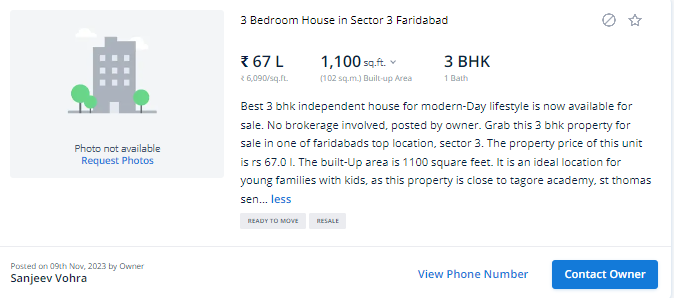 3 Bedroom House in Sector 3 Faridabad
₹ 67 L
1,100 sq.ft.
3 BHK
₹ 6,090/sq.ft.
(102 sq.m.) Built-up Area
1 Bath
Best 3 bhk independent house for modern-Day lifestyle is now available for
sale. No brokerage involved, posted by owner. Grab this 3 bhk property for
sale in one of faridabads top location, sector 3. The property price of this unit
is rs 67.0 l. The built-Up area is 1100 square feet. It is an ideal location for
young families with kids, as this property is close to tagore academy, st thomas
sen... less
Photo not available
Request Photos
READY TO MOVE
RESALE
Posted on 09th Nov, 2023 by Owner
Sanjeev Vohra
View Phone Number
Contact Owner